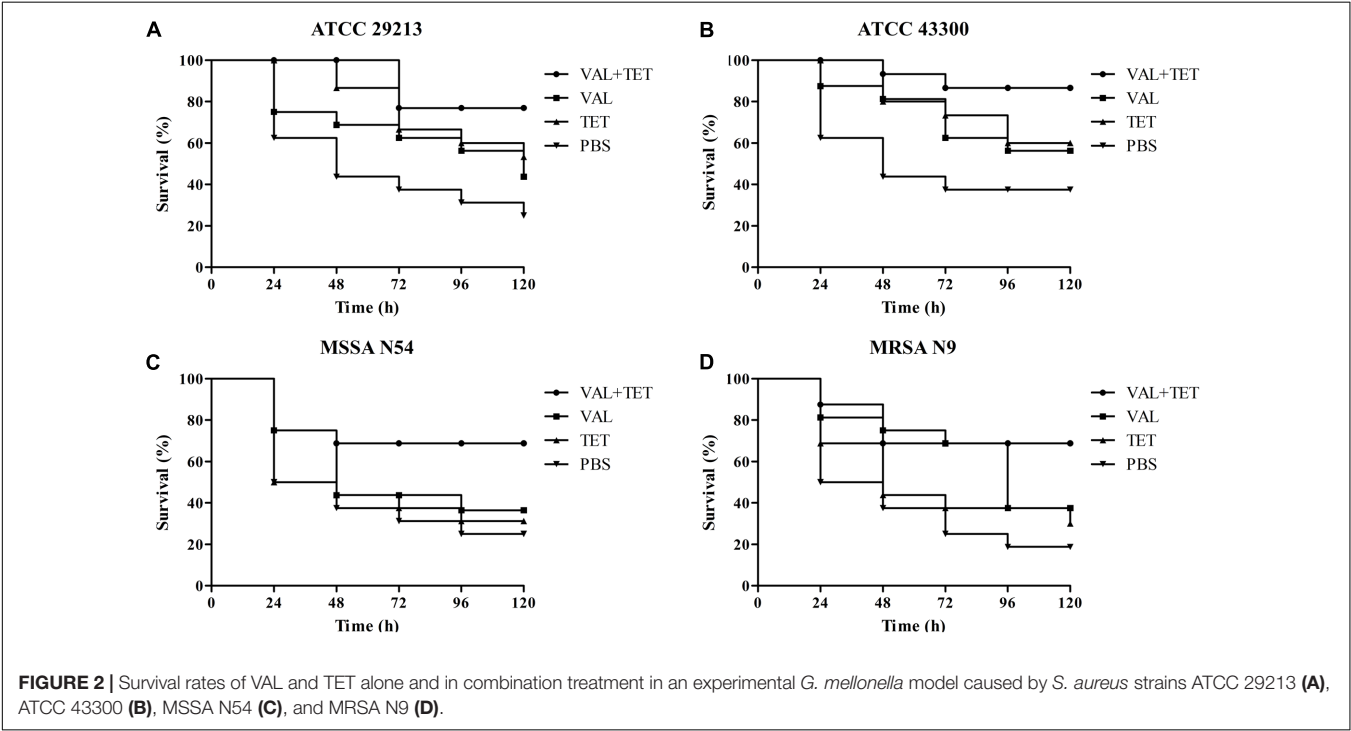 A
ATCC 29213
Survival (%)
100
80
60
40
20
0
0 24 48 72 96 120
Time (h)
VAL+TET
VAL
TET
PBS
B
ATCC 43300
Survival (%)
100
80
60
40
20
0
0 24 48 72 96 120
Time (h)
VAL+TET
VAL
TET
PBS
C
MSSA N54
Survival (%)
100
80
60
40
20
0
0 24 48 72 96 120
Time (h)
VAL+TET
VAL
TET
PBS
D
MRSA N9
Survival (%)
100
80
60
40
20
0
0 24 48 72 96 120
Time (h)
VAL+TET
VAL
TET
PBS
FIGURE 2 | Survival rates of VAL and TET alone and in combination treatment in an experimental G. mellonella model caused by S. aureus strains ATCC 29213 (A),
ATCC 43300 (B), MSSA N54 (C), and MRSA N9 (D).